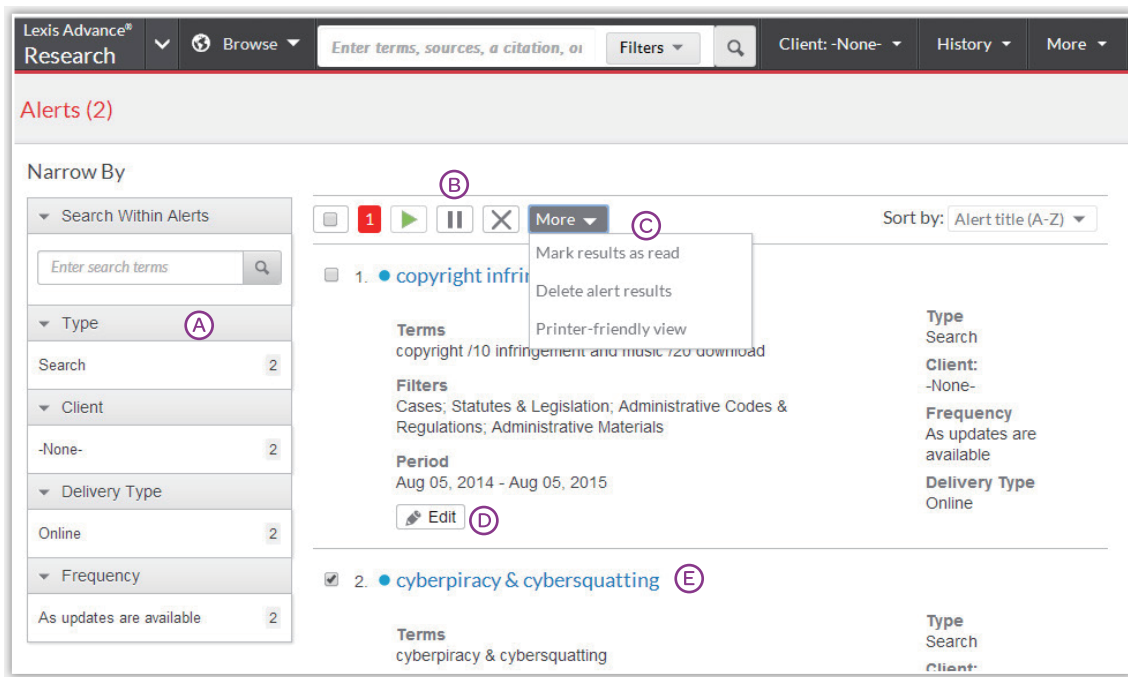 Lexis Advance®
Research
Browse
Enter terms, sources, a citation, or
Filters
Client: -None-
History
More
Alerts (2)
Narrow By
B
Search Within Alerts
1
More
C
Sort by: Alert title (A-Z)
Enter search terms
Mark results as read
1. copyright infrin
Delete alert results
Type A
Printer-friendly view
Terms
copyright /10 infringement and music /20 download
Type
Search
Search 2
Client:
-None-
Filters
Cases; Statutes & Legislation; Administrative Codes &
Regulations; Administrative Materials
Client
Frequency
As updates are
available
-None- 2
Period
Aug 05, 2014 - Aug 05, 2015
Delivery Type
Online
Delivery Type
Edit D
Online 2
Frequency
2. cyberpiracy & cybersquatting E
As updates are available 2
Terms
cyberpiracy & cybersquatting
Type
Search
Client: